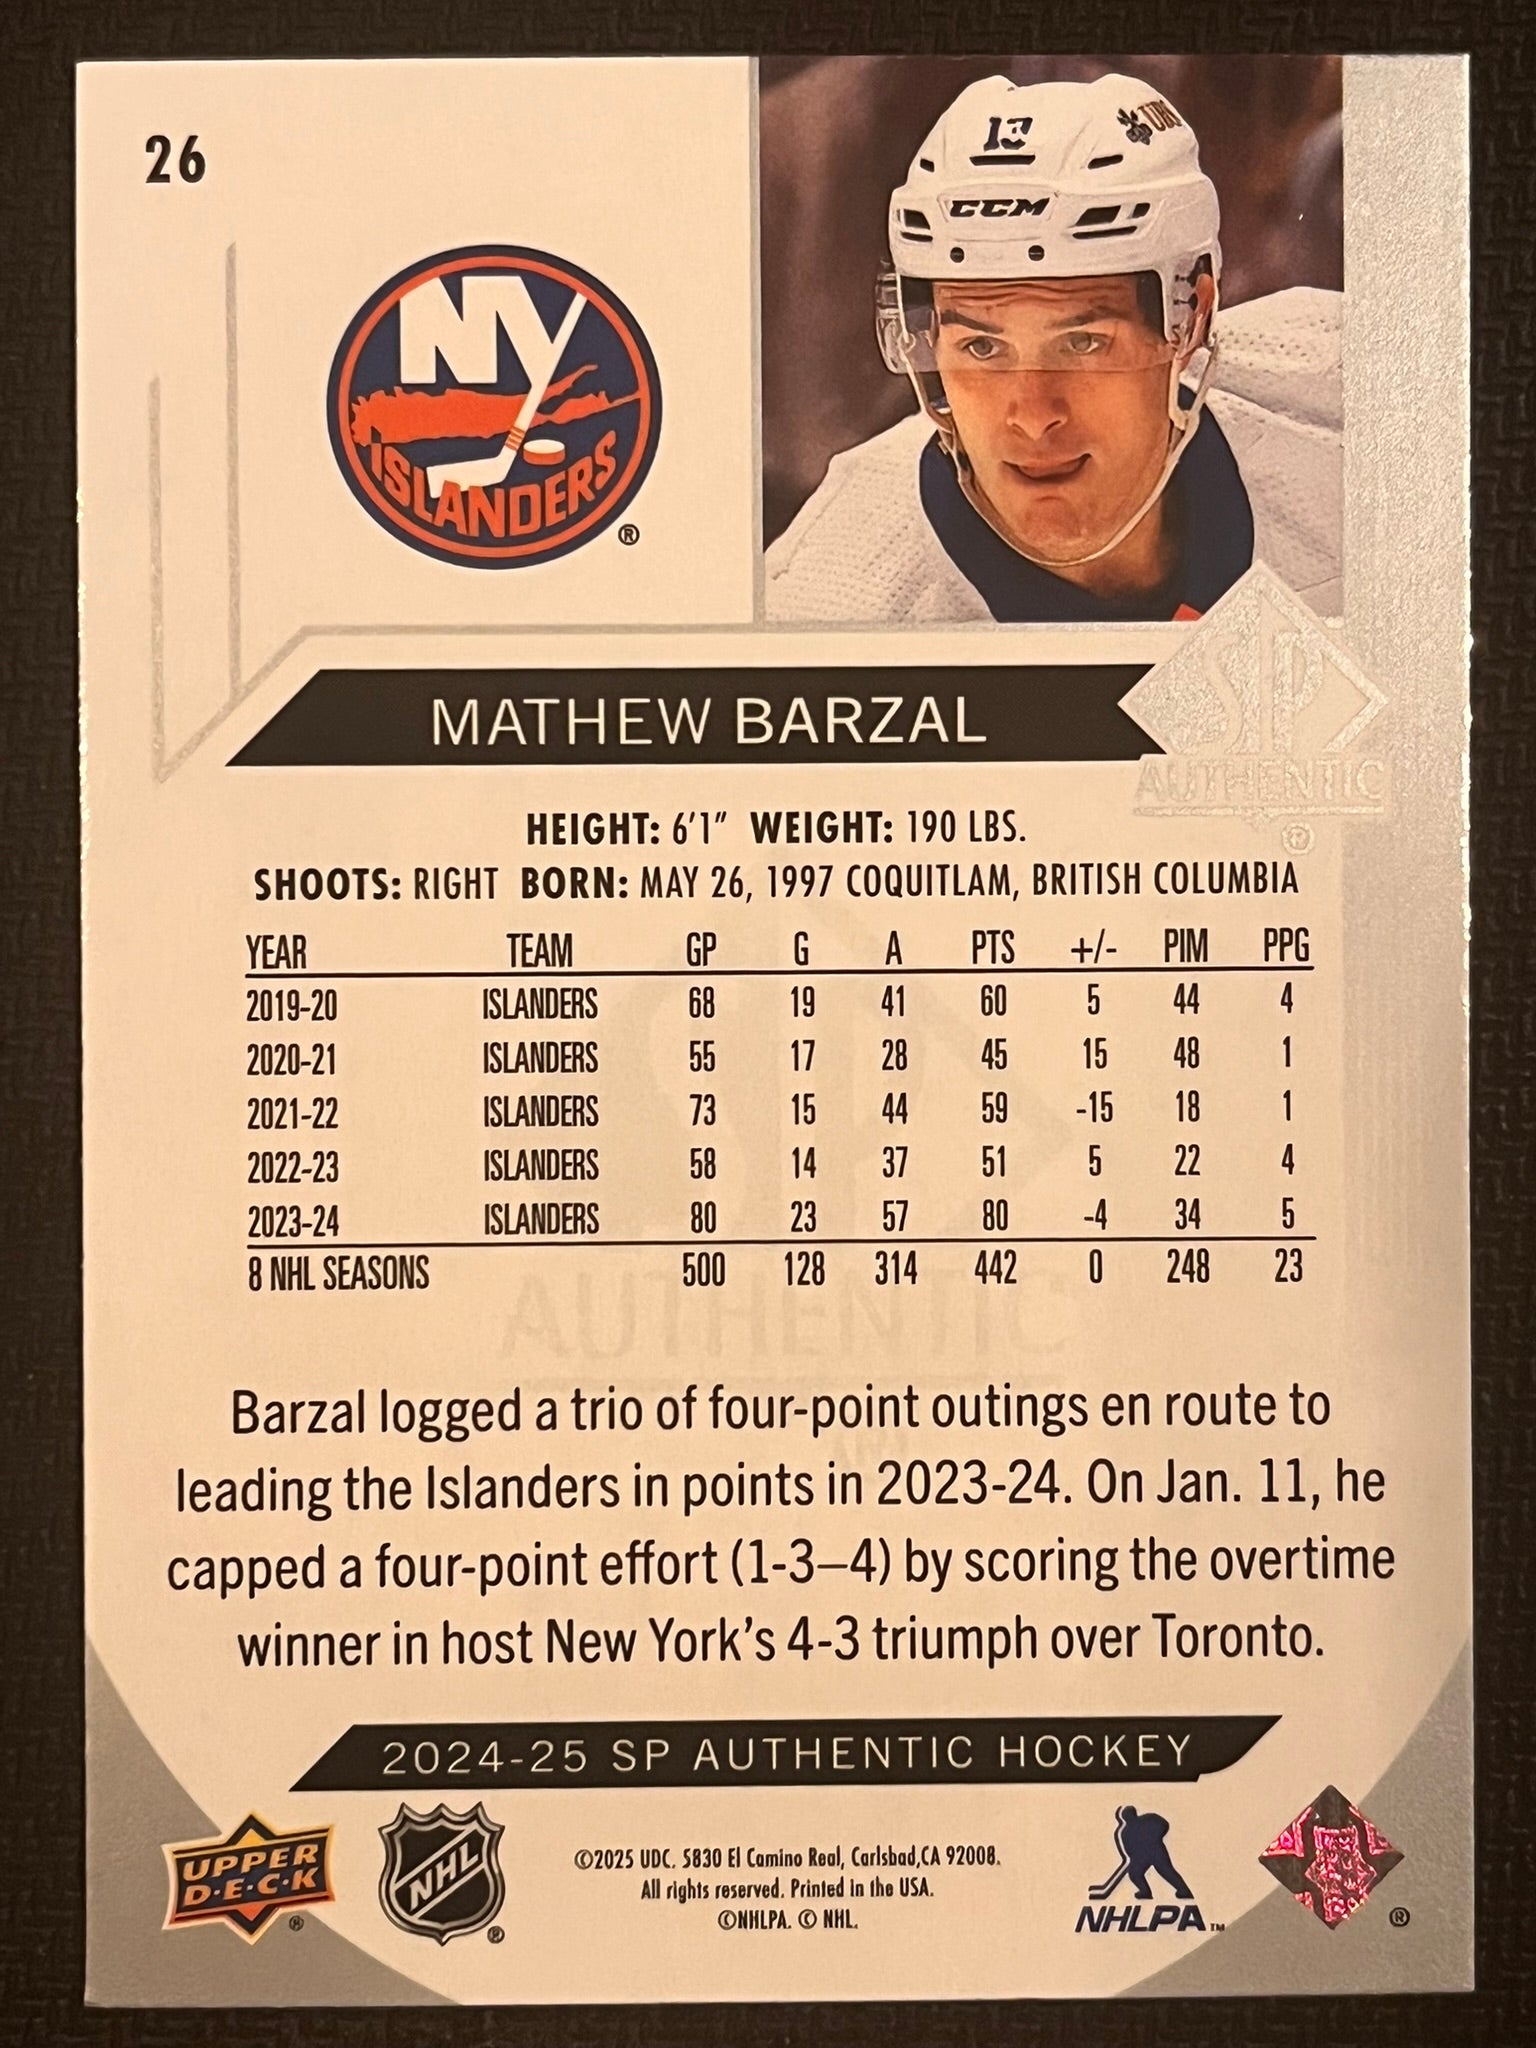 26
13
UBS
CCM
NY
ISLANDERS
®
MATHEW BARZAL
SP
AUTHENTIC
®
HEIGHT: 6'1" WEIGHT: 190 LBS.
SHOOTS: RIGHT BORN: MAY 26, 1997 COQUITLAM, BRITISH COLUMBIA
YEAR TEAM GP G A PTS +/- PIM PPG
2019-20 ISLANDERS 68 19 41 60 5 44 4
2020-21 ISLANDERS 55 17 28 45 15 48 1
2021-22 ISLANDERS 73 15 44 59 -15 18 1
2022-23 ISLANDERS 58 14 37 51 5 22 4
2023-24 ISLANDERS 80 23 57 80 -4 34 5
8 NHL SEASONS 500 128 314 442 0 248 23
AUTHENTIC
Barzal logged a trio of four-point outings en route to
leading the Islanders in points in 2023-24. On Jan. 11, he
capped a four-point effort (1-3–4) by scoring the overtime
winner in host New York's 4-3 triumph over Toronto.
2024-25 SP AUTHENTIC HOCKEY
UPPER
D·E·C·K
®
NHL
®
©2025 UDC. 5830 El Camino Real, Carlsbad,CA 92008.
All rights reserved. Printed in the USA.
©NHLPA. © NHL.
NHLPA™
®